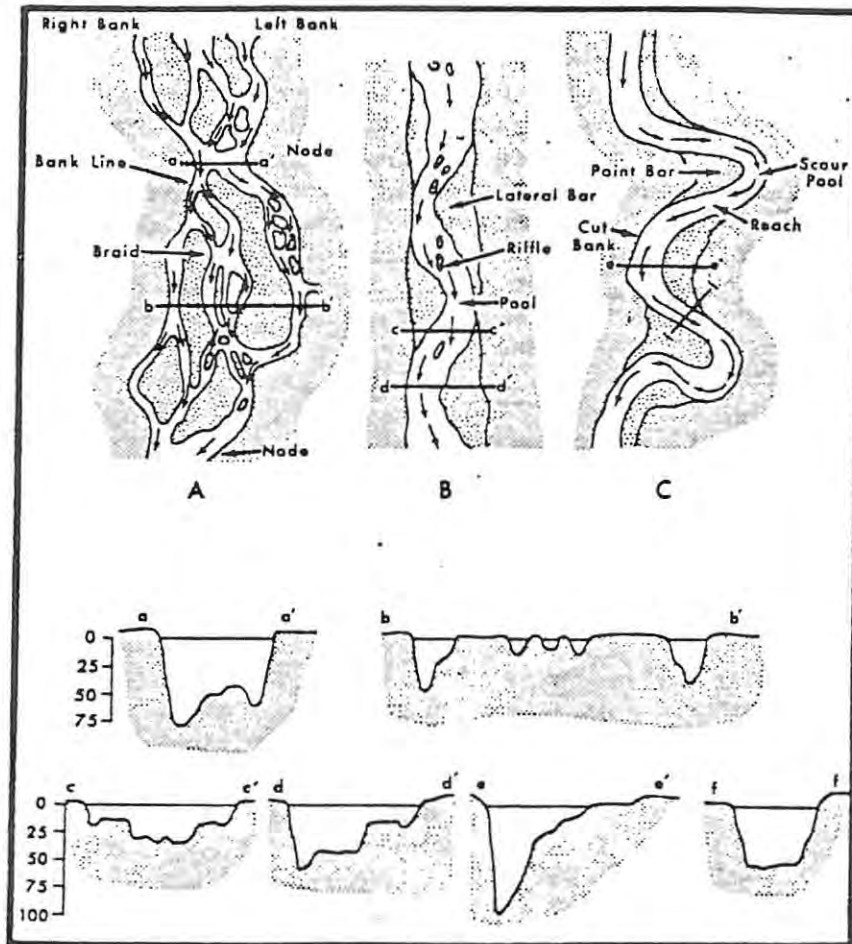 Right Bank
Left Bank
a
a'
Node
Bank Line
Braid
b
b'
Node
A
Lateral Bar
Riffle
Pool
c
c'
d
d'
B
Point Bar
Scour
Pool
Reach
Cut
Bank
e
C
a
a'
b
b'
0
25
50
75
c
c'
d
d'
e
e'
f
f
0
25
50
75
100